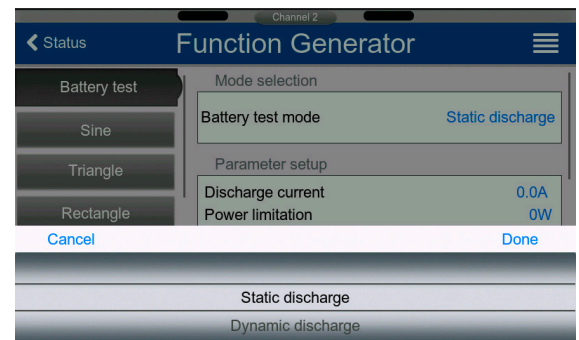 Channel 2
Status
Function Generator
Battery test
Sine
Triangle
Rectangle
Mode selection
Battery test mode
Static discharge
Parameter setup
Discharge current
0.0A
Power limitation
0W
Cancel
Done
Static discharge
Dynamic discharge